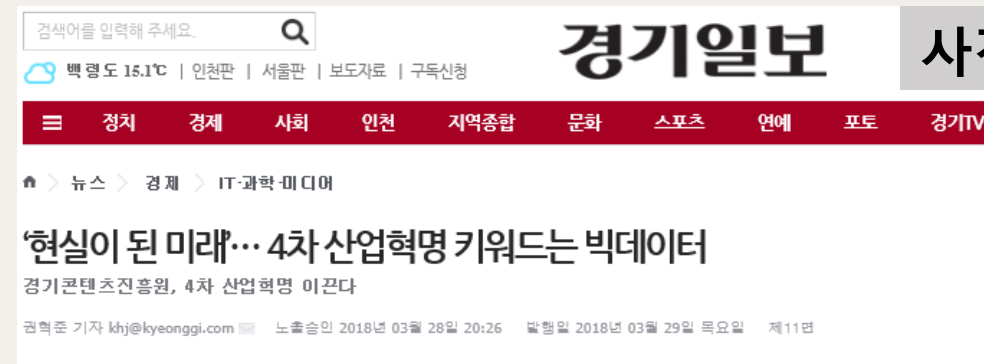 검색어를 입력해 주세요.
경기일보
백령도 15.1℃ | 인천판 | 서울판 | 보도자료 | 구독신청
정치 경제 사회 인천 지역종합 문화 스포츠 연예 포토 경기TV
뉴스 경제 IT·과학·미디어
‘현실이 된 미래’… 4차 산업혁명 키워드는 빅데이터
경기콘텐츠진흥원, 4차 산업혁명 이끈다
권혁준 기자 khj@kyeonggi.com 노출승인 2018년 03월 28일 20:26 발행일 2018년 03월 29일 목요일 제11면